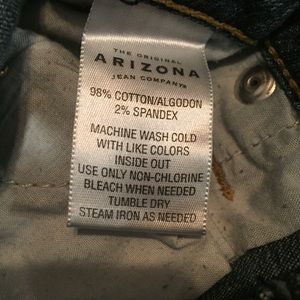 THE ORIGINAL
ARIZONA
JEAN COMPANY
98% COTTON/ALGODON
2% SPANDEX
MACHINE WASH COLD
WITH LIKE COLORS
INSIDE OUT
USE ONLY NON-CHLORINE
BLEACH WHEN NEEDED
TUMBLE DRY
STEAM IRON AS NEEDED